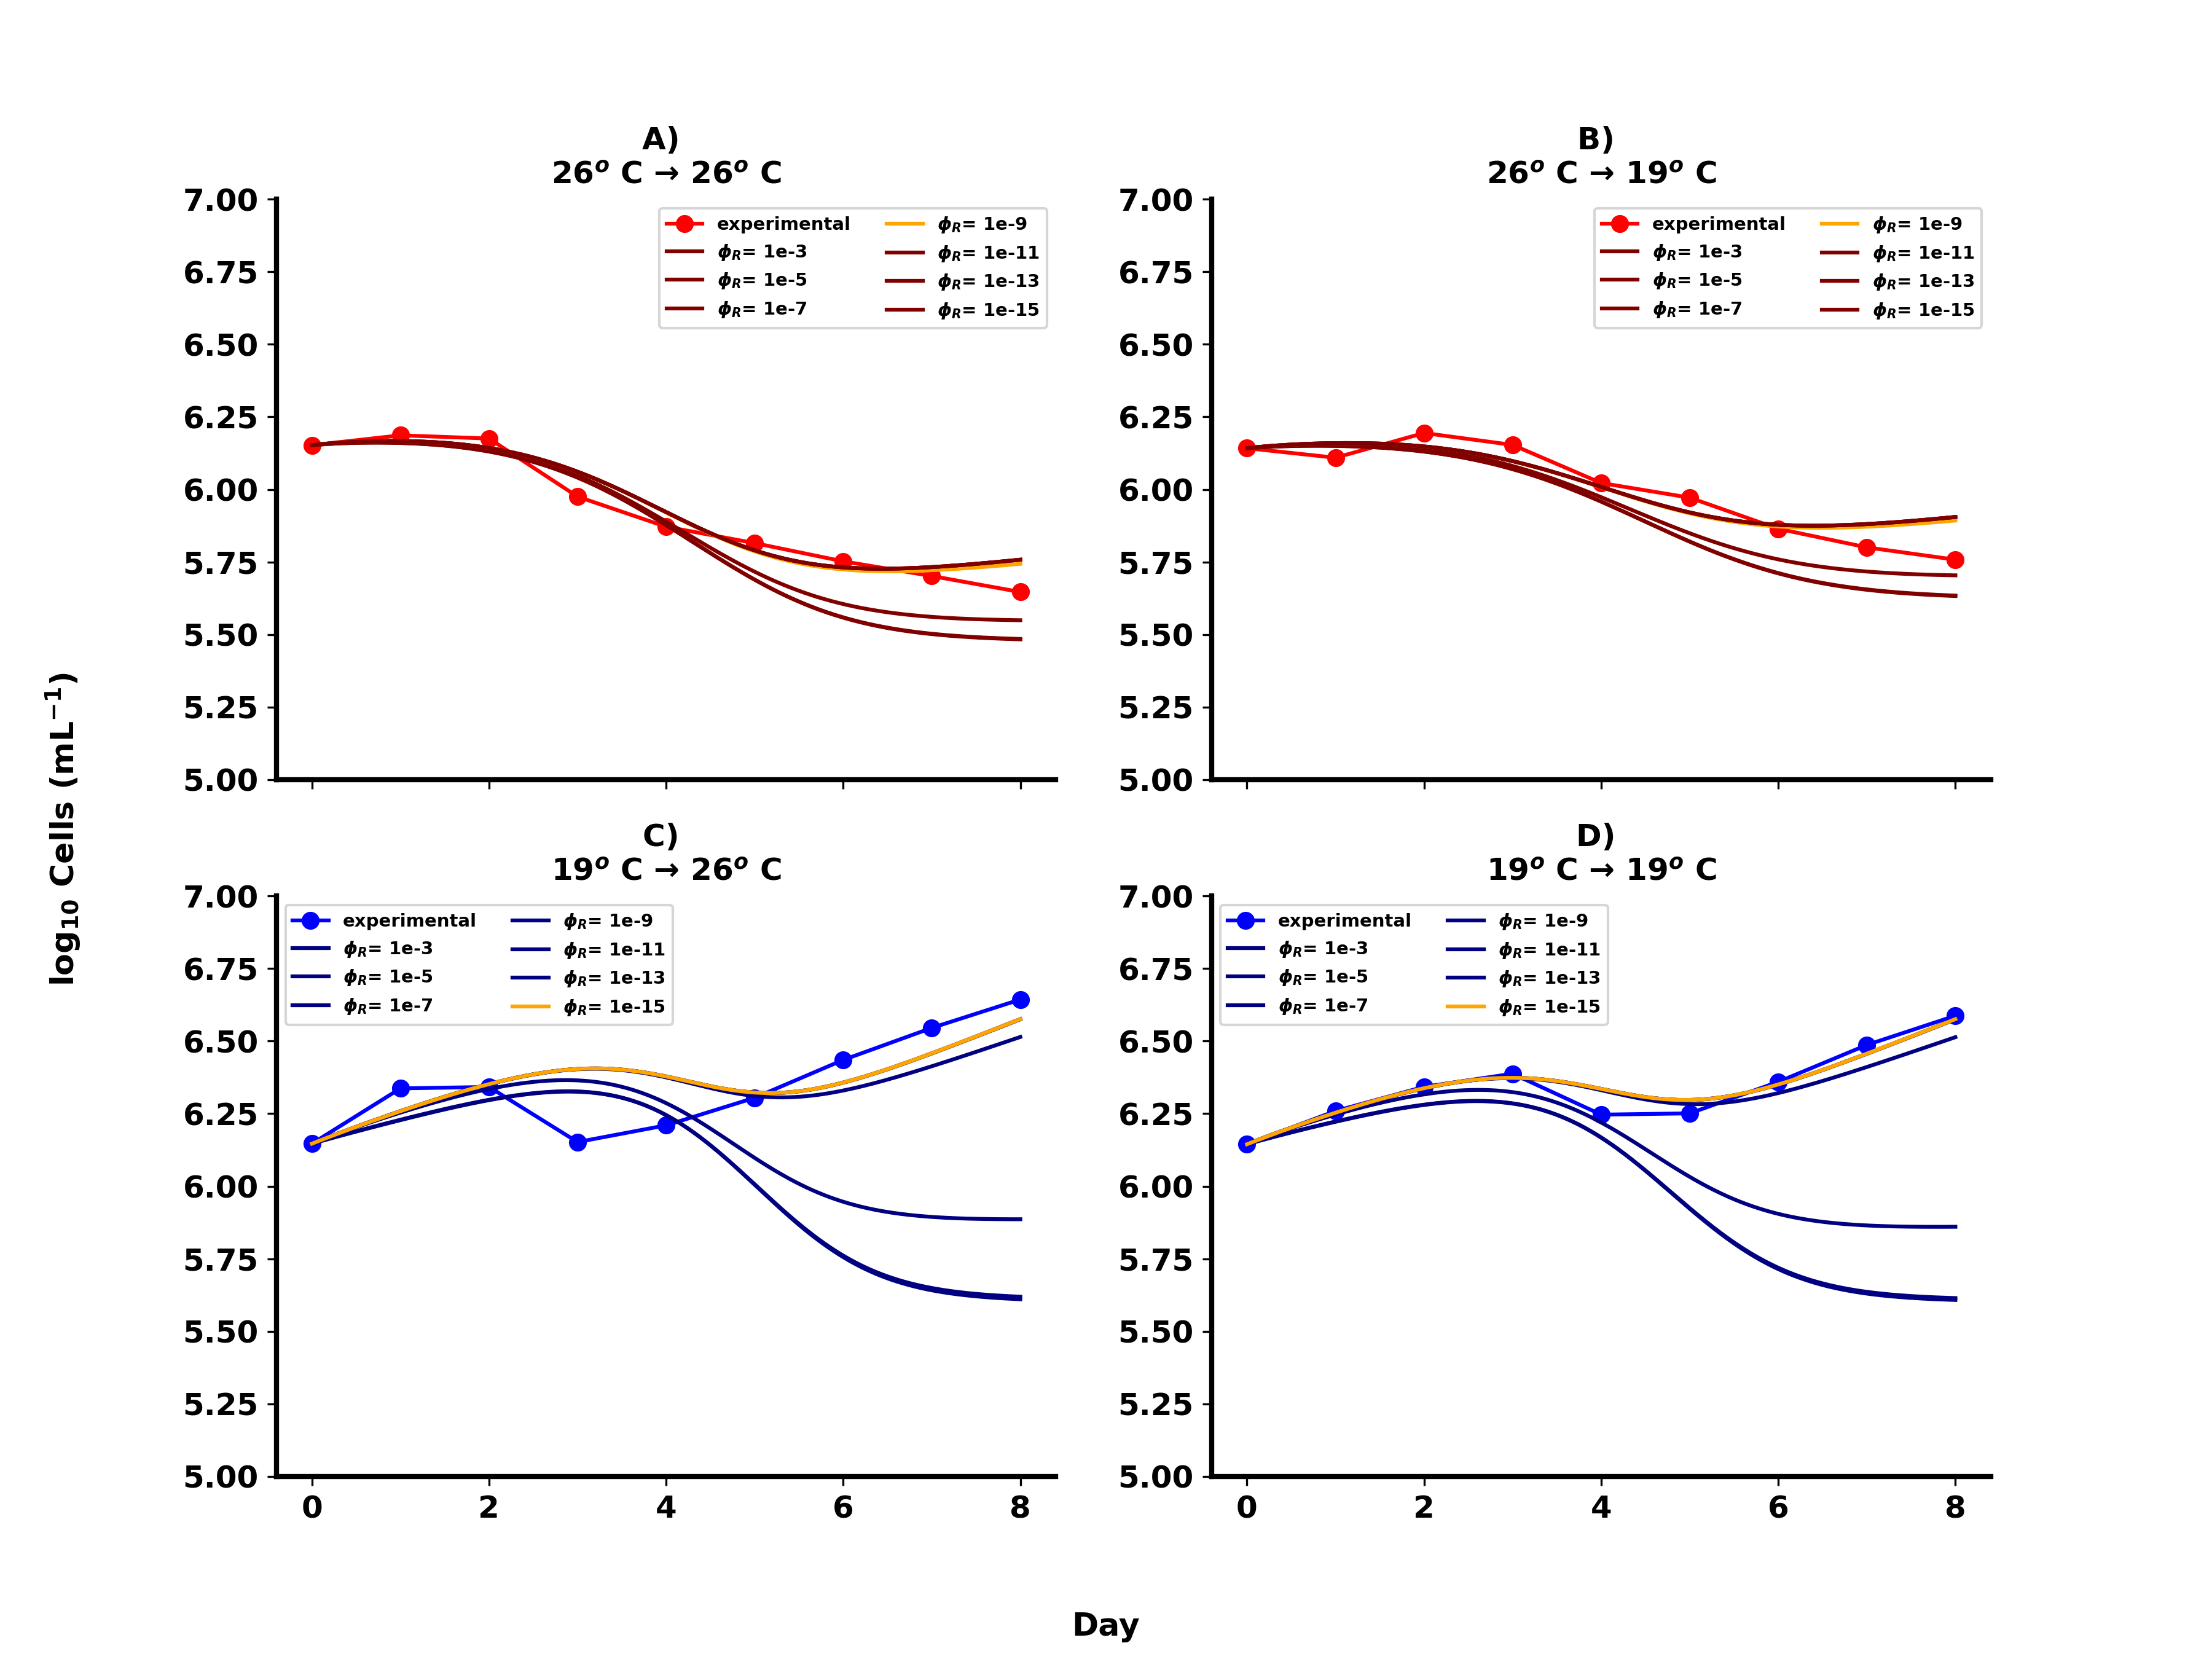 A)
26° C → 26° C
7.00
6.75
6.50
6.25
6.00
5.75
5.50
5.25
5.00
experimental
ϕR= 1e-3
ϕR= 1e-5
ϕR= 1e-7
ϕR= 1e-9
ϕR= 1e-11
ϕR= 1e-13
ϕR= 1e-15
B)
26° C → 19° C
7.00
6.75
6.50
6.25
6.00
5.75
5.50
5.25
5.00
experimental
ϕR= 1e-3
ϕR= 1e-5
ϕR= 1e-7
ϕR= 1e-9
ϕR= 1e-11
ϕR= 1e-13
ϕR= 1e-15
log10 Cells (mL−1)
C)
19° C → 26° C
7.00
6.75
6.50
6.25
6.00
5.75
5.50
5.25
5.00
experimental
ϕR= 1e-3
ϕR= 1e-5
ϕR= 1e-7
ϕR= 1e-9
ϕR= 1e-11
ϕR= 1e-13
ϕR= 1e-15
0 2 4 6 8
D)
19° C → 19° C
7.00
6.75
6.50
6.25
6.00
5.75
5.50
5.25
5.00
experimental
ϕR= 1e-3
ϕR= 1e-5
ϕR= 1e-7
ϕR= 1e-9
ϕR= 1e-11
ϕR= 1e-13
ϕR= 1e-15
0 2 4 6 8
Day